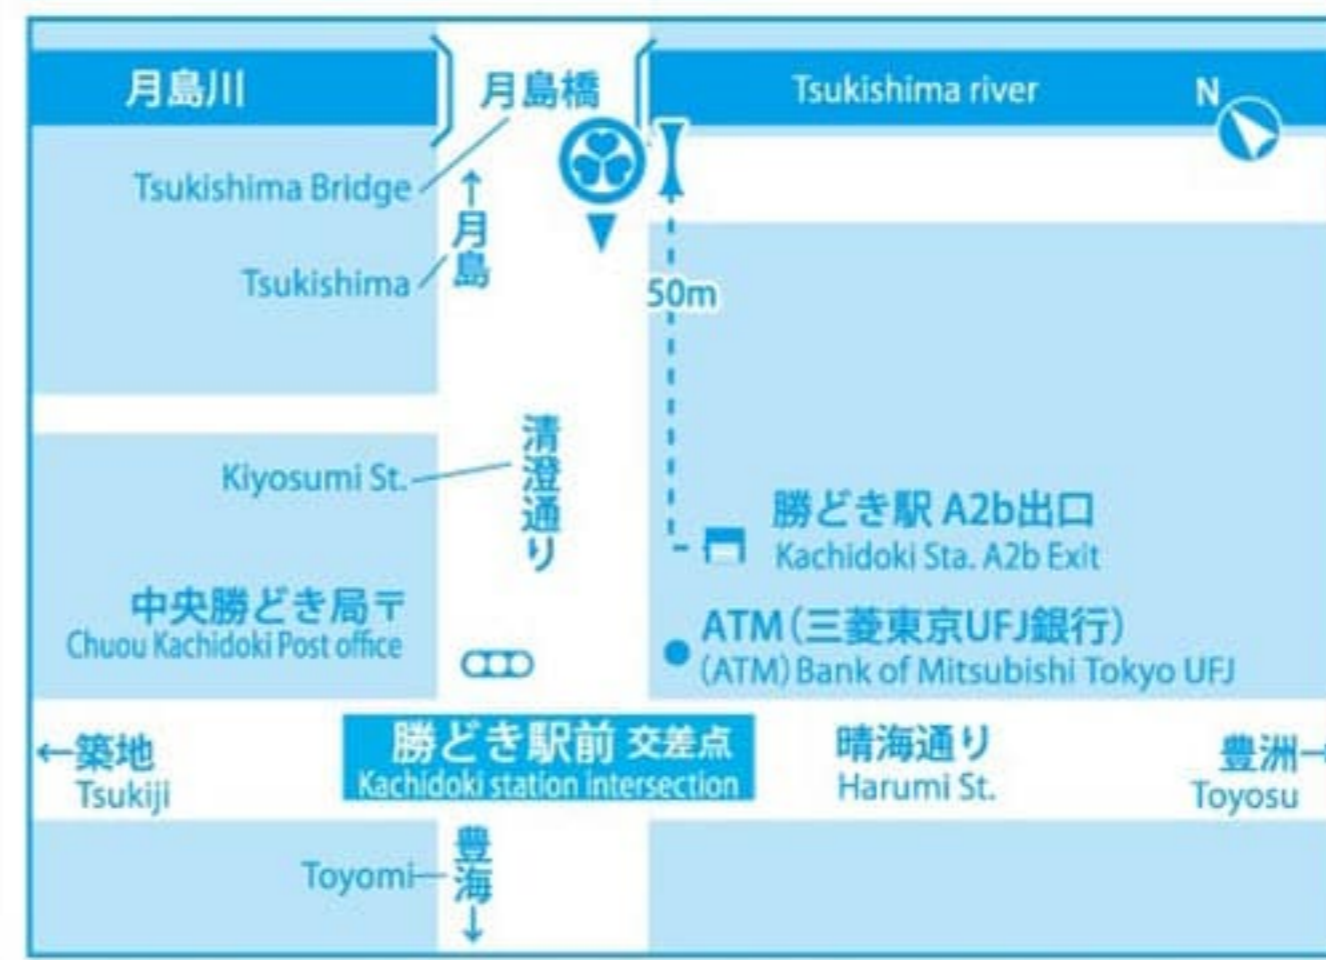 月島川
月島橋
Tsukishima river
N
Tsukishima Bridge
↑月島
Tsukishima
50m
清澄通り
Kiyosumi St.
勝どき駅 A2b出口
Kachidoki Sta. A2b Exit
中央勝どき局〒
Chuou Kachidoki Post office
ATM(三菱東京UFJ銀行)
(ATM)Bank of Mitsubishi Tokyo UFJ
←築地
Tsukiji
勝どき駅前 交差点
Kachidoki station intersection
晴海通り
Harumi St.
豊洲
Toyosu
Toyomi
豊海↓